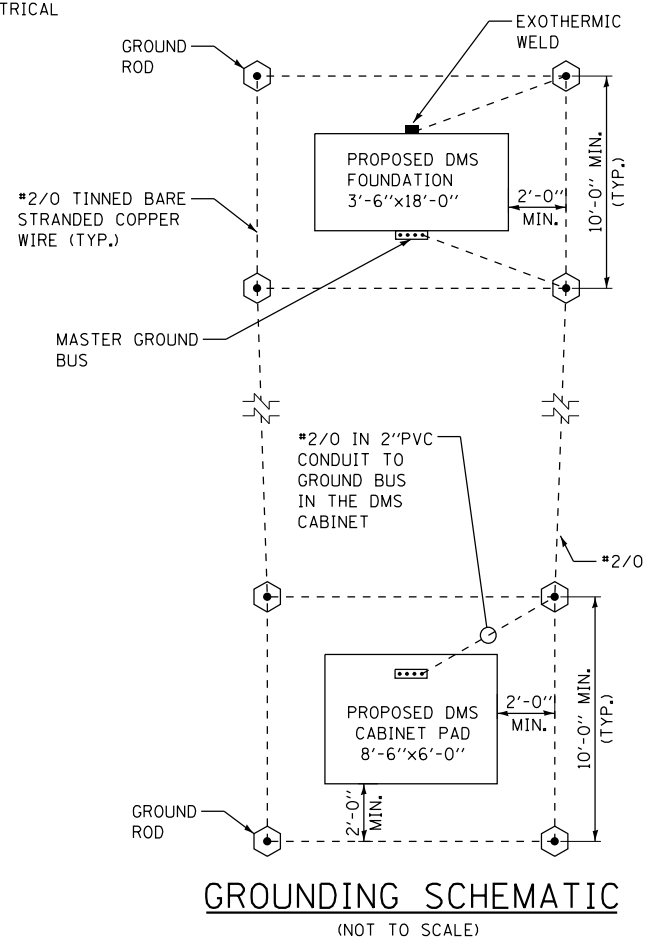 TRICAL
EXOTHERMIC
WELD
GROUND
ROD
PROPOSED DMS
FOUNDATION
3'-6"x18'-0"
2'-0"
MIN.
10'-0" MIN.
(TYP.)
#2/0 TINNED BARE
STRANDED COPPER
WIRE (TYP.)
MASTER GROUND
BUS
#2/0 IN 2"PVC
CONDUIT TO
GROUND BUS
IN THE DMS
CABINET
#2/0
PROPOSED DMS
CABINET PAD
8'-6"x6'-0"
2'-0"
MIN.
10'-0" MIN.
(TYP.)
2'-0"
MIN.
GROUND
ROD
GROUNDING SCHEMATIC
(NOT TO SCALE)